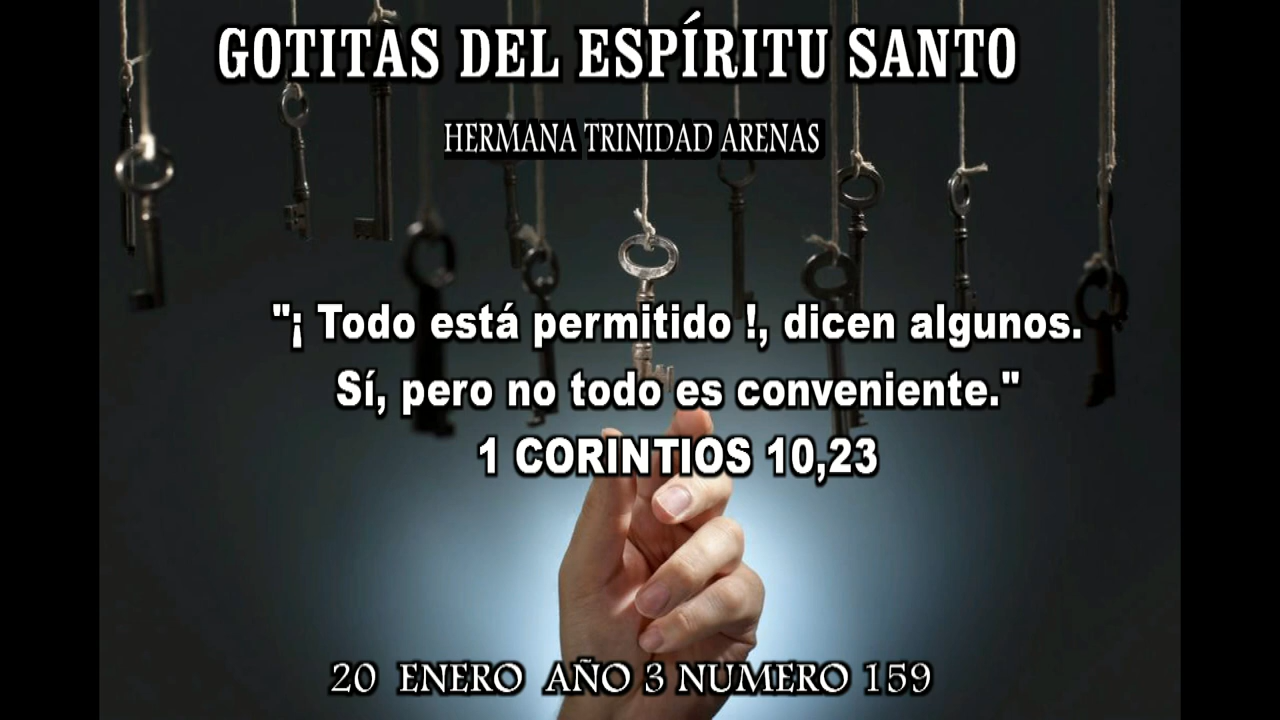 GOTITAS DEL ESPÍRITU SANTO
HERMANA TRINIDAD ARENAS
"¡ Todo está permitido !, dicen algunos.
Sí, pero no todo es conveniente."
1 CORINTIOS 10,23
20 ENERO AÑO 3 NUMERO 159